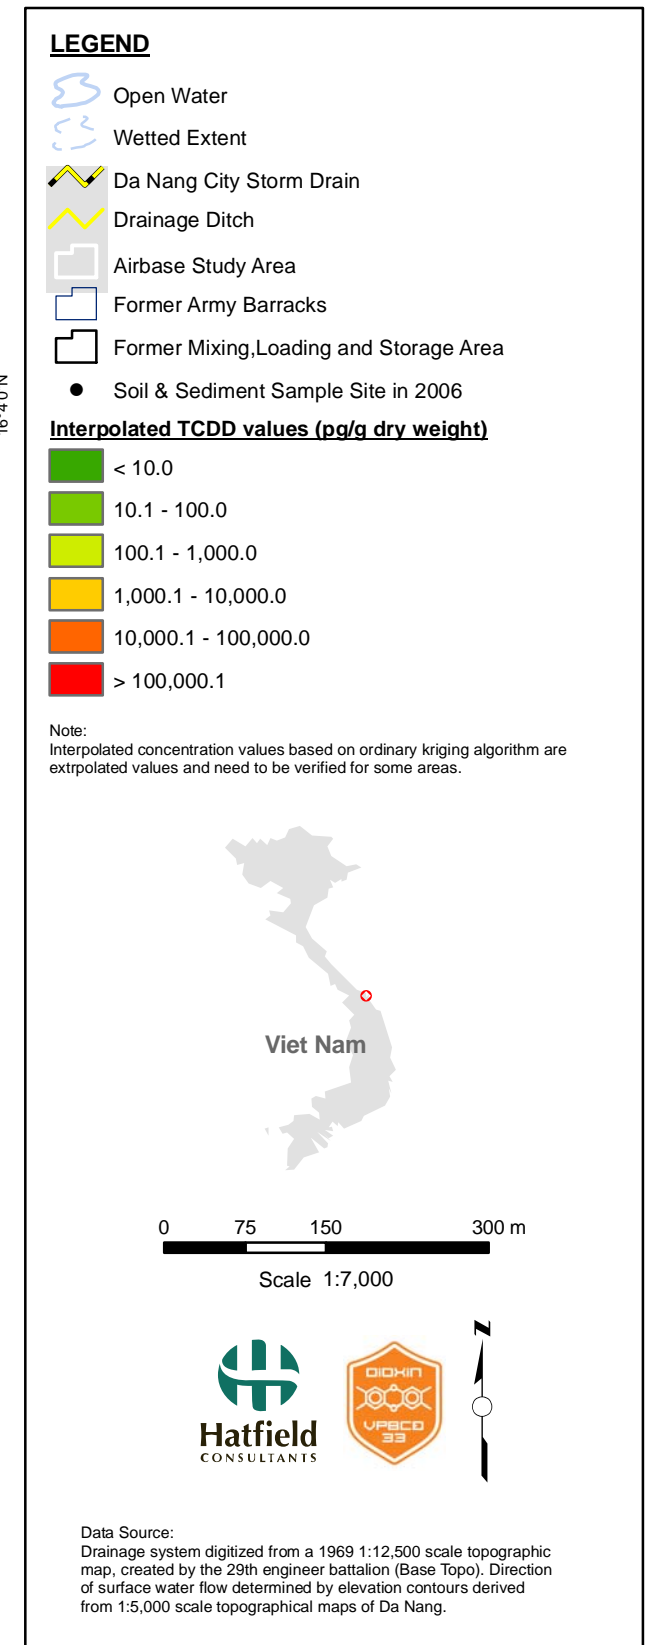 LEGEND
Open Water
Wetted Extent
Da Nang City Storm Drain
Drainage Ditch
Airbase Study Area
Former Army Barracks
Former Mixing,Loading and Storage Area
Soil & Sediment Sample Site in 2006
16°4'0"N
Interpolated TCDD values (pg/g dry weight)
< 10.0
10.1 - 100.0
100.1 - 1,000.0
1,000.1 - 10,000.0
10,000.1 - 100,000.0
> 100,000.1
Note:
Interpolated concentration values based on ordinary kriging algorithm are
extrpolated values and need to be verified for some areas.
Viet Nam
0 75 150 300 m
Scale 1:7,000
Hatfield
CONSULTANTS
DIOXIN
VPBCD
33
N
Data Source:
Drainage system digitized from a 1969 1:12,500 scale topographic
map, created by the 29th engineer battalion (Base Topo). Direction
of surface water flow determined by elevation contours derived
from 1:5,000 scale topographical maps of Da Nang.